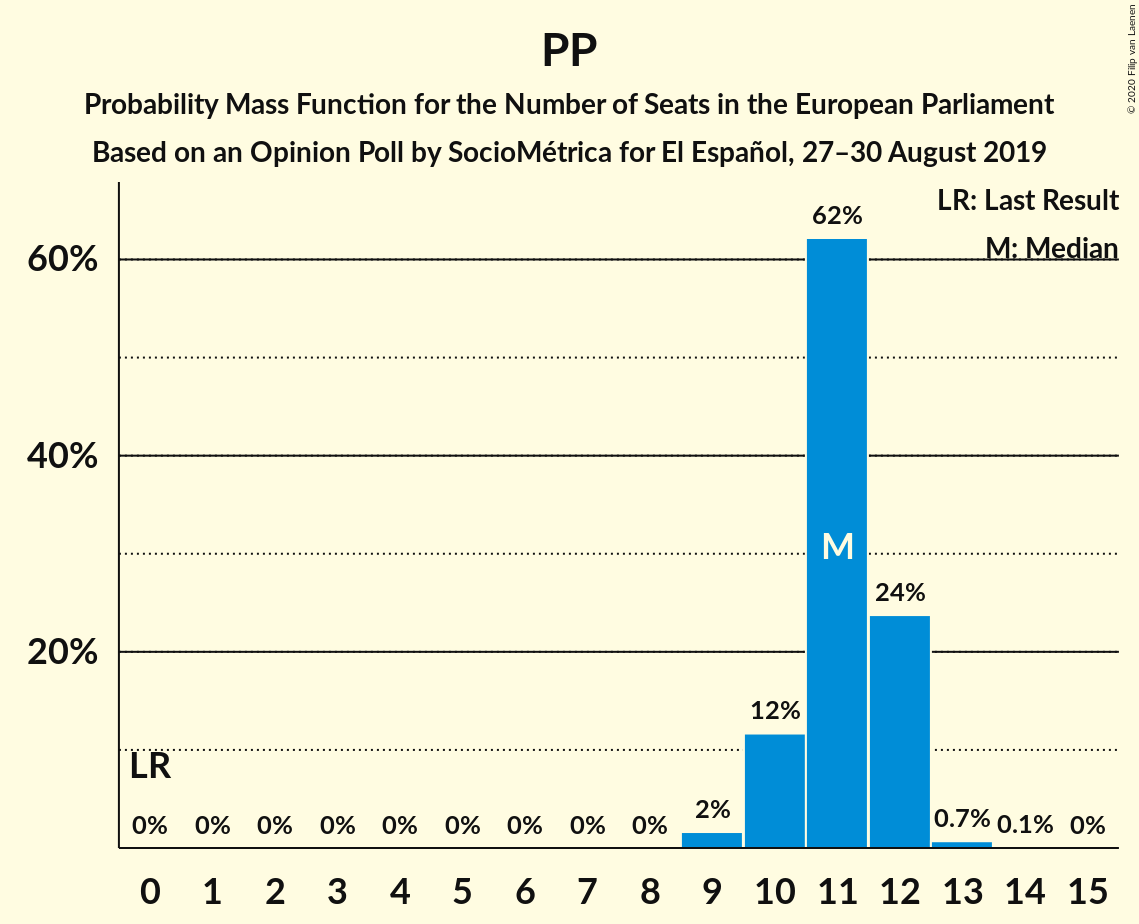 PP
Probability Mass Function for the Number of Seats in the European Parliament
Based on an Opinion Poll by SocioMétrica for El Español, 27–30 August 2019
© 2020 Filip van Laenen
LR: Last Result
M: Median
60%
40%
20%
62%
M
24%
12%
LR
0% 0% 0% 0% 0% 0% 0% 0% 0% 2% 0.7% 0.1% 0%
0 1 2 3 4 5 6 7 8 9 10 11 12 13 14 15